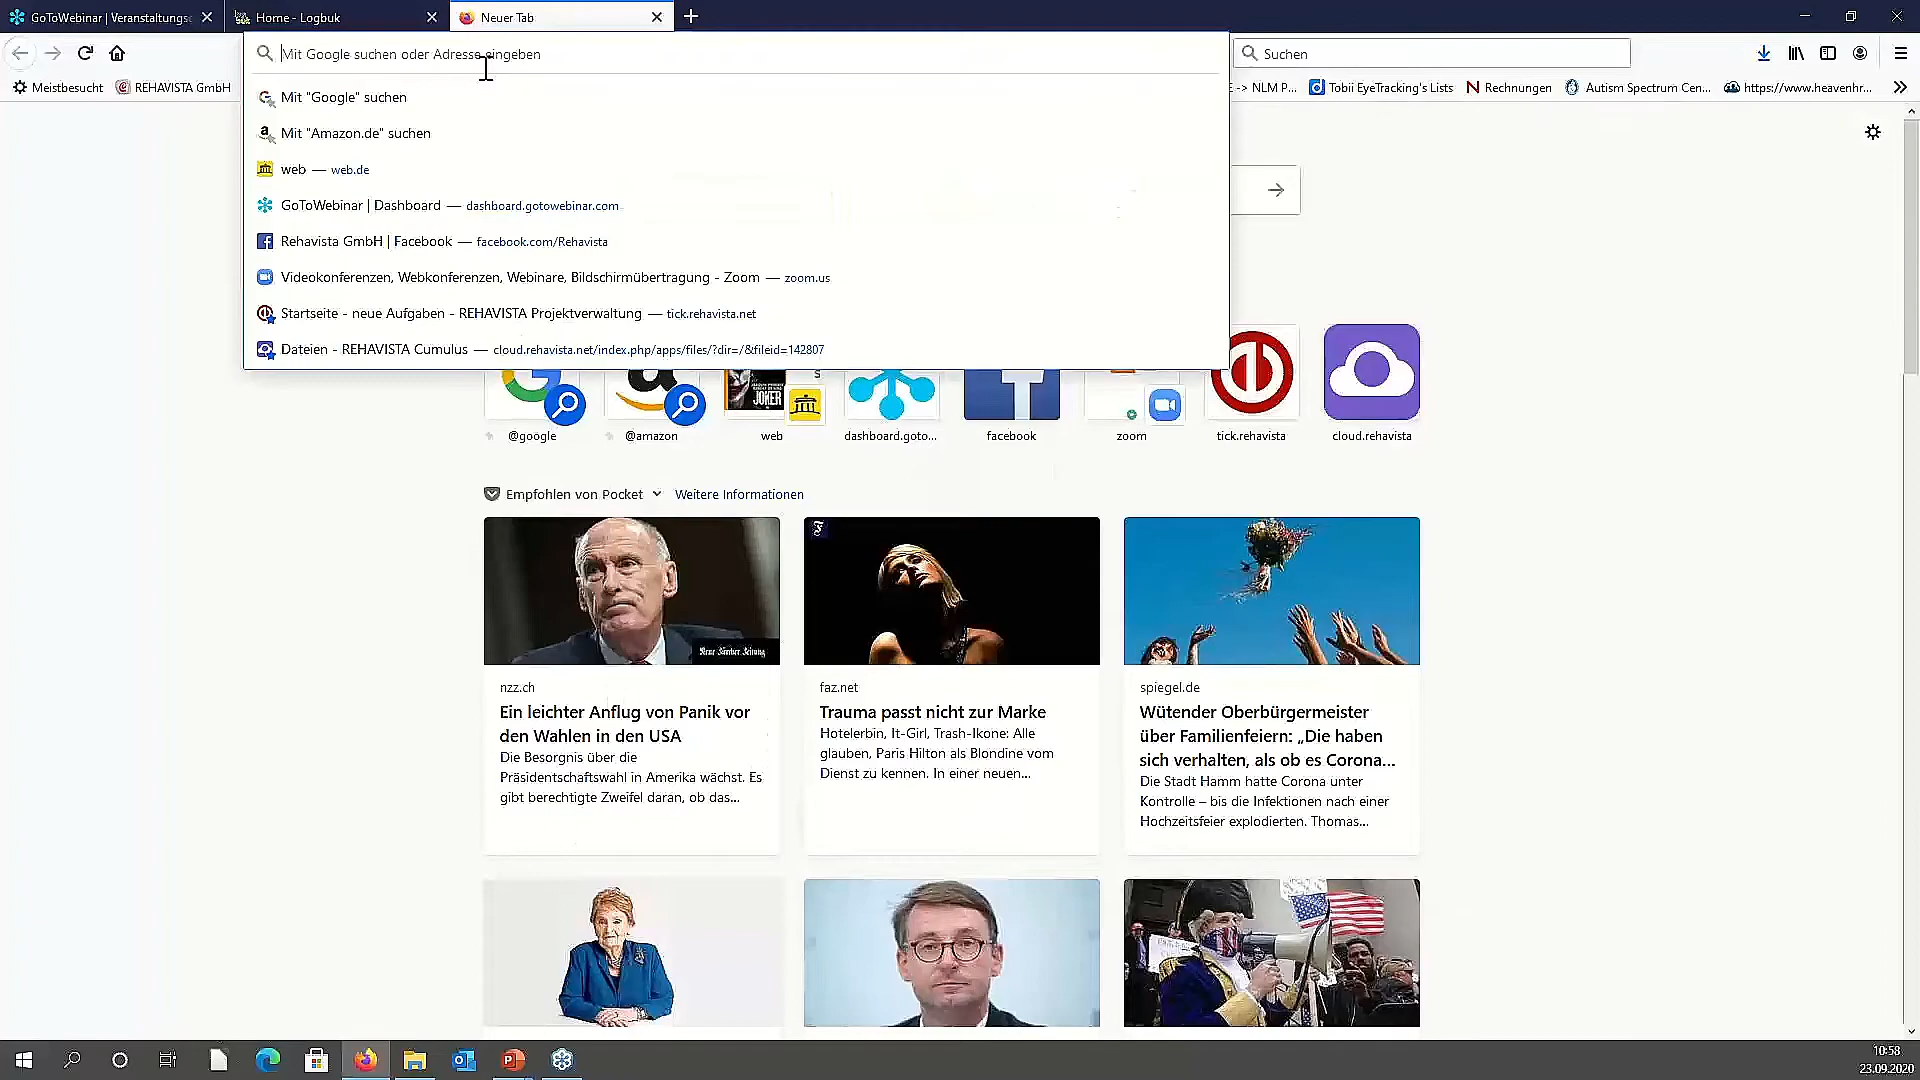 GoToWebinar | Veranstaltungs
Home - Logbuk
Neuer Tab
Mit Google suchen oder Adresse eingeben
Suchen
Meistbesucht
REHAVISTA GmbH
E -> NLM P...
Tobii EyeTracking's Lists
Rechnungen
Autism Spectrum Cen...
https://www.heavenhr...
Mit "Google" suchen
Mit "Amazon.de" suchen
web — web.de
GoToWebinar | Dashboard — dashboard.gotowebinar.com
Rehavista GmbH | Facebook — facebook.com/Rehavista
Videokonferenzen, Webkonferenzen, Webinare, Bildschirmübertragung - Zoom — zoom.us
Startseite - neue Aufgaben - REHAVISTA Projektverwaltung — tick.rehavista.net
Dateien - REHAVISTA Cumulus — cloud.rehavista.net/index.php/apps/files/?dir=/&fileid=142807
JOKER
@google
@amazon
web
dashboard.goto...
facebook
zoom
tick.rehavista
cloud.rehavista
Empfohlen von Pocket
Weitere Informationen
Neue Zürcher Zeitung
nzz.ch
Ein leichter Anflug von Panik vor
den Wahlen in den USA
Die Besorgnis über die
Präsidentschaftswahl in Amerika wächst. Es
gibt berechtigte Zweifel daran, ob das...
faz.net
Trauma passt nicht zur Marke
Hotelerbin, It-Girl, Trash-Ikone: Alle
glauben, Paris Hilton als Blondine vom
Dienst zu kennen. In einer neuen...
spiegel.de
Wütender Oberbürgermeister
über Familienfeiern: „Die haben
sich verhalten, als ob es Corona...
Die Stadt Hamm hatte Corona unter
Kontrolle – bis die Infektionen nach einer
Hochzeitsfeier explodierten. Thomas...
10:58
23.09.2020